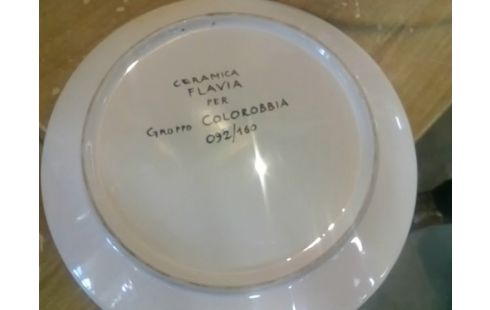 CERAMICA
FLAVIA
PER
GRUPPO COLOROBBIA
092/160